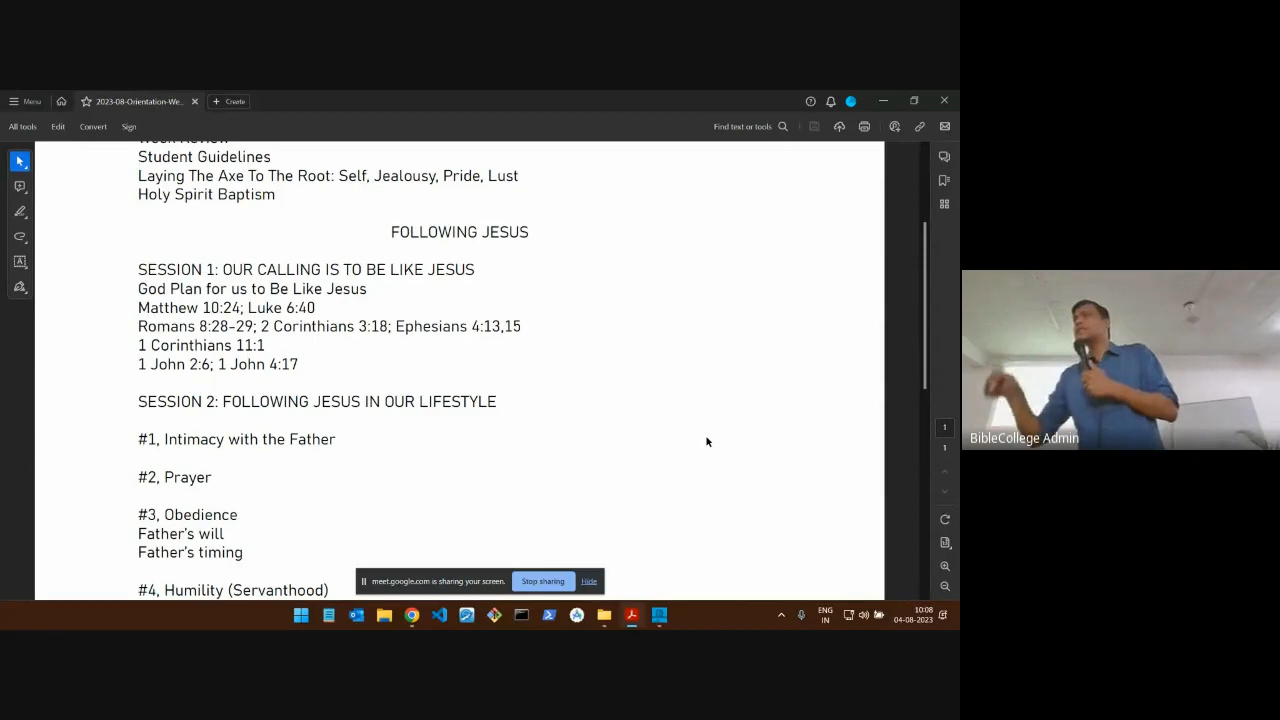 Menu
2023-08-Orientation-We...
Create
All tools
Edit
Convert
Sign
Find text or tools
Week Review
Student Guidelines
Laying The Axe To The Root: Self, Jealousy, Pride, Lust
Holy Spirit Baptism
FOLLOWING JESUS
SESSION 1: OUR CALLING IS TO BE LIKE JESUS
God Plan for us to Be Like Jesus
Matthew 10:24; Luke 6:40
Romans 8:28-29; 2 Corinthians 3:18; Ephesians 4:13,15
1 Corinthians 11:1
1 John 2:6; 1 John 4:17
SESSION 2: FOLLOWING JESUS IN OUR LIFESTYLE
#1, Intimacy with the Father
#2, Prayer
#3, Obedience
Father's will
Father's timing
#4, Humility (Servanthood)
1
1
meet.google.com is sharing your screen.
Stop sharing
Hide
ENG
IN
10:08
04-08-2023
BibleCollege Admin